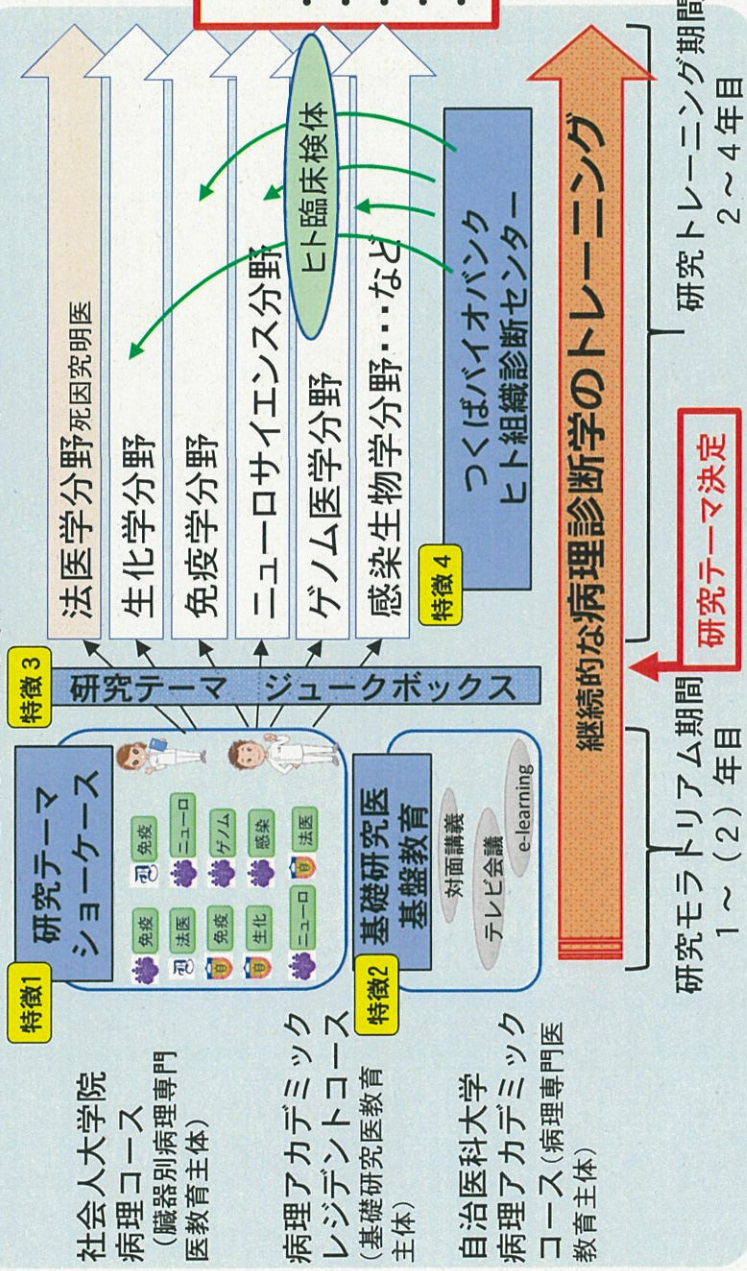 社会人大学院
病理コース
(臓器別病理専門
医教育主体)
病理アカデミック
レジデントコース
(基礎研究医教育
主体)
自治医科大学
病理アカデミック
コース(病理専門医
教育主体)
特徴1
研究テーマ
ショーケース
免疫
免疫
法医
ニューロ
免疫
ゲノム
生化
感染
ニューロ
法医
特徴2
基礎研究医
基盤教育
対面講義
テレビ会議
e-learning
特徴3
研究テーマ ジュークボックス
法医学分野死因究明医
生化学分野
免疫学分野
ニューロサイエンス分野
ゲノム医学分野
感染生物学分野・・・など
ヒト臨床検体
特徴4
つくばバイオバンク
ヒト組織診断センター
継続的な病理診断学のトレーニング
研究テーマ決定
研究モラトリアム期間
1~(2)年目
研究トレーニング期間
2~4年目